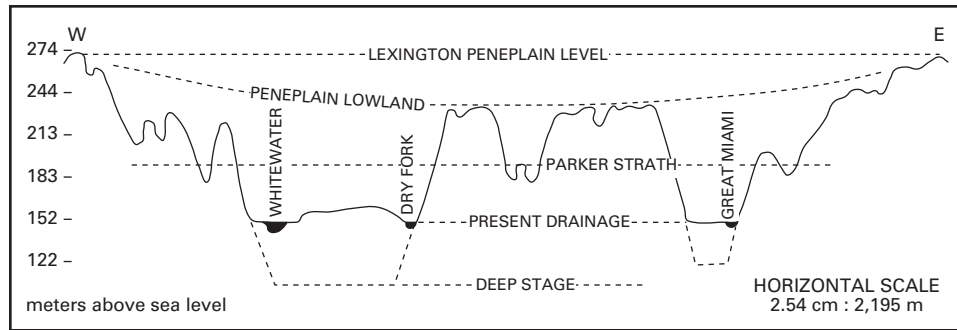 W
E
274
LEXINGTON PENEPLAIN LEVEL
244
PENEPLAIN LOWLAND
213
WHITEWATER
DRY FORK
PARKER STRATH
GREAT MIAMI
183
152
PRESENT DRAINAGE
122
DEEP STAGE
HORIZONTAL SCALE
meters above sea level
2.54 cm : 2,195 m